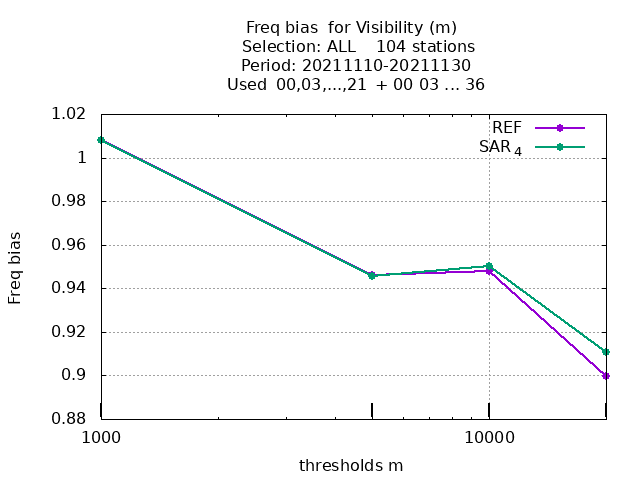 Freq bias  for Visibility (m)
Selection: ALL    104 stations
Period: 20211110-20211130
Used  00,03,...,21  + 00 03 ... 36
REF
SAR 4
1.02
1
0.98
0.96
0.94
0.92
0.9
0.88
Freq bias
1000
10000
thresholds m